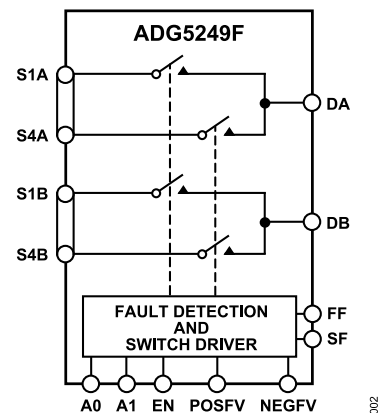 ADG5249F
S1A
DA
S4A
S1B
DB
S4B
FAULT DETECTION
AND
SWITCH DRIVER
FF
SF
A0 A1 EN POSFV NEGFV
002